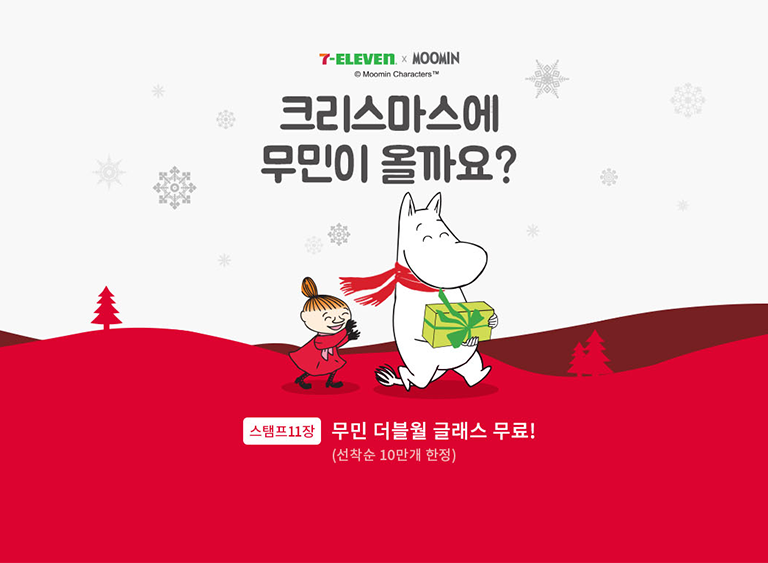 7-ELEVEN. x MOOMIN
© Moomin Characters™
크리스마스에
무민이 올까요?
스탬프11장 무민 더블월 글래스 무료!
(선착순 10만개 한정)